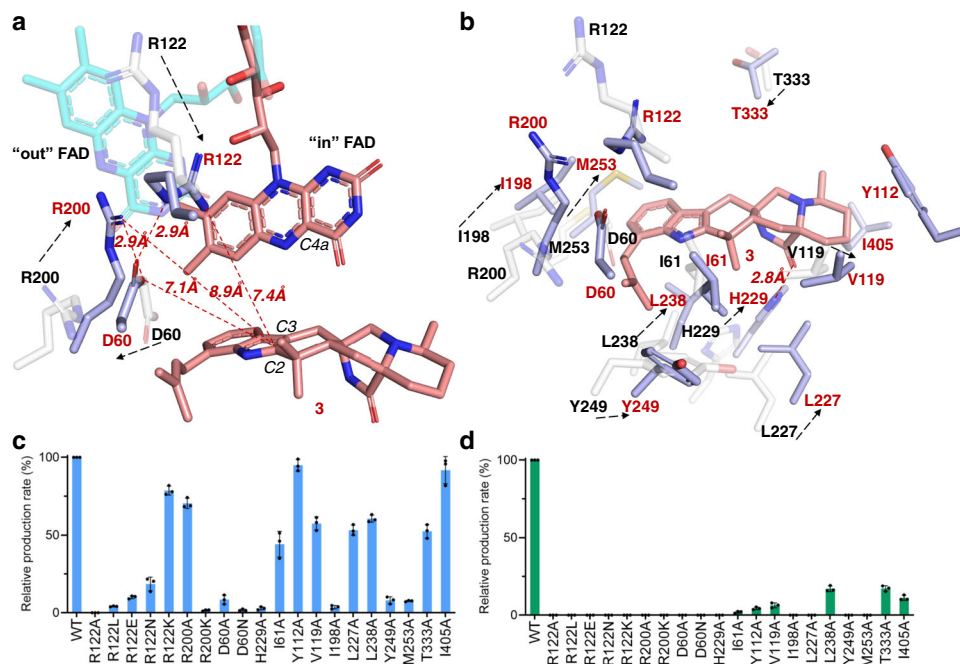 a
R122
"out" FAD
"in" FAD
R122
R200
2.9Å
2.9Å
C4a
R200
7.1Å
8.9Å
7.4Å
D60
D60
C3
C2
3
b
R122
T333
T333
R200
R122
M253
I198
Y112
I198
M253
D60
I61
I61
3
V119
I405
R200
2.8Å
V119
D60
L238
H229
H229
L238
L227
Y249
Y249
L227
c
Relative production rate (%)
100
50
0
WT
R122A
R122L
R122E
R122N
R122K
R200A
R200K
D60A
D60N
H229A
I61A
Y112A
V119A
I198A
L227A
L238A
Y249A
M253A
T333A
I405A
d
Relative production rate (%)
100
50
0
WT
R122A
R122L
R122E
R122N
R122K
R200A
R200K
D60A
D60N
H229A
I61A
Y112A
V119A
I198A
L227A
L238A
Y249A
M253A
T333A
I405A